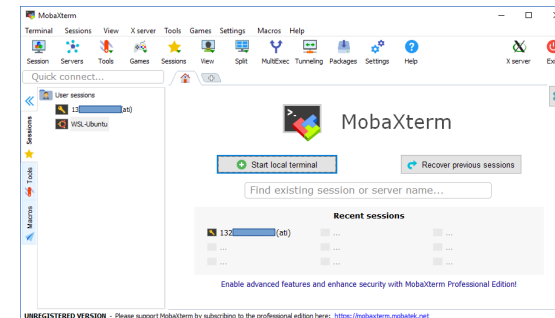 MobaXterm
Terminal Sessions View X server Tools Games Settings Macros Help
Session Servers Tools Games Sessions View Split MultiExec Tunneling Packages Settings Help X server Exi
Quick connect...
User sessions
13 (ati)
WSL-Ubuntu
Sessions
Tools
Macros
MobaXterm
Start local terminal
Recover previous sessions
Find existing session or server name...
Recent sessions
132 (ati) ... ...
... ... ...
... ... ...
Enable advanced features and enhance security with MobaXterm Professional Edition!
UNREGISTERED VERSION - Please support MobaXterm by subscribing to the professional edition here: https://mobaxterm.mobatek.net